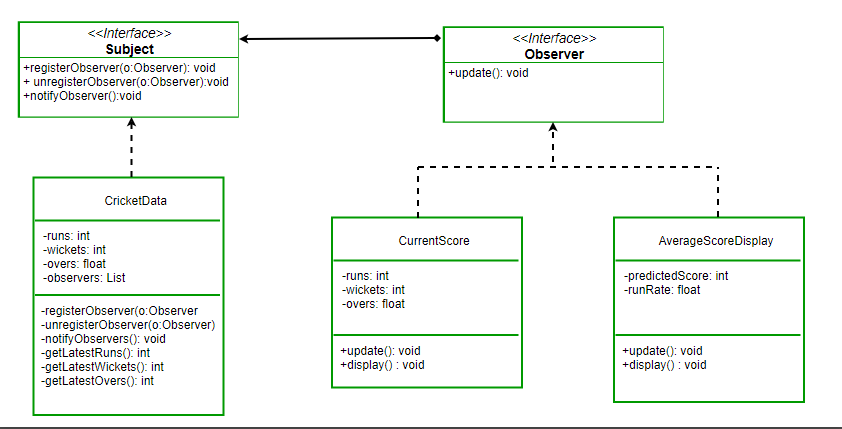 <<Interface>>
Subject
+registerObserver(o:Observer): void
+ unregisterObserver(o:Observer):void
+notifyObserver():void
<<Interface>>
Observer
+update(): void
CricketData
-runs: int
-wickets: int
-overs: float
-observers: List
-registerObserver(o:Observer
-unregisterObserver(o:Observer)
-notifyObservers(): void
-getLatestRuns(): int
-getLatestWickets(): int
-getLatestOvers(): int
CurrentScore
-runs: int
-wickets: int
-overs: float
+update(): void
+display() : void
AverageScoreDisplay
-predictedScore: int
-runRate: float
+update(): void
+display() : void